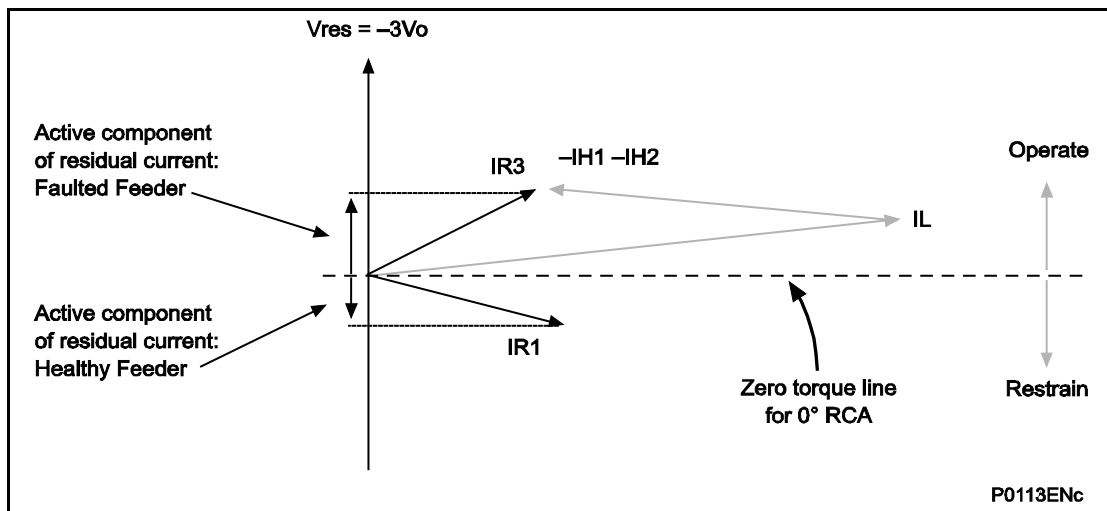 Vres = –3Vo
Active component
of residual current:
Faulted Feeder
IR3
–IH1 –IH2
Operate
IL
Active component
of residual current:
Healthy Feeder
IR1
Zero torque line
for 0° RCA
Restrain
P0113ENc